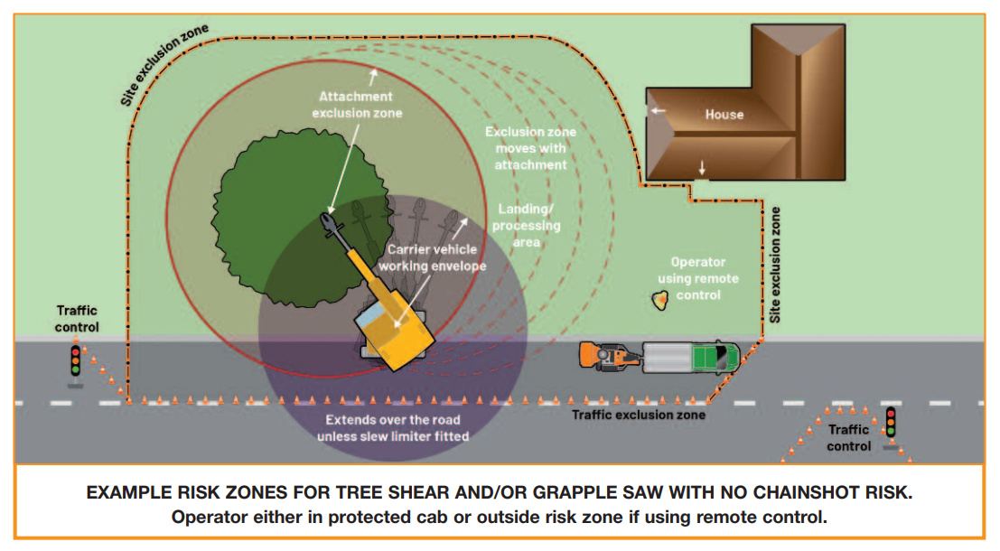 Site exclusion zone
Attachment
exclusion zone
House
Exclusion zone
moves with
attachment
Landing/
processing
area
Carrier vehicle
working envelope
Operator
using remote
control
Site exclusion zone
Traffic
control
Extends over the road
unless slew limiter fitted
Traffic exclusion zone
Traffic
control
EXAMPLE RISK ZONES FOR TREE SHEAR AND/OR GRAPPLE SAW WITH NO CHAINSHOT RISK.
Operator either in protected cab or outside risk zone if using remote control.